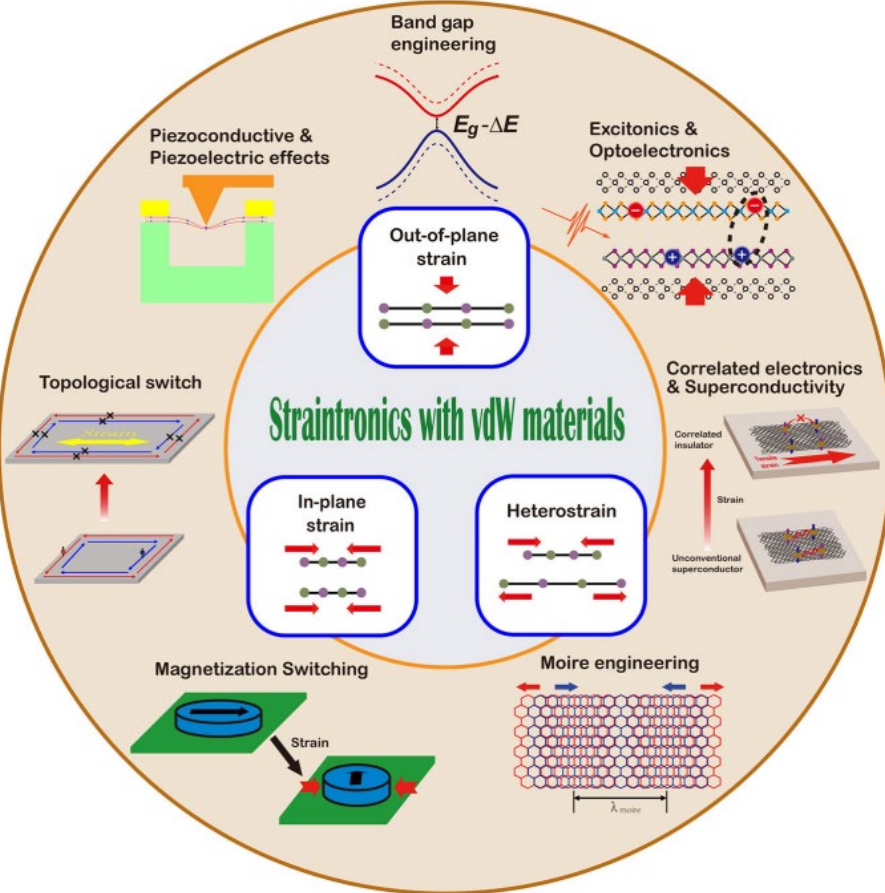 Band gap
engineering
E_g-ΔE
Piezoconductive &
Piezoelectric effects
Excitonics &
Optoelectronics
−
−
+
+
Out-of-plane
strain
Topological switch
Strain
Correlated electronics
& Superconductivity
Correlated
insulator
Tensile
strain
Strain
Unconventional
superconductor
Straintronics with vdW materials
In-plane
strain
Heterostrain
Magnetization Switching
Strain
Moire engineering
λ moire